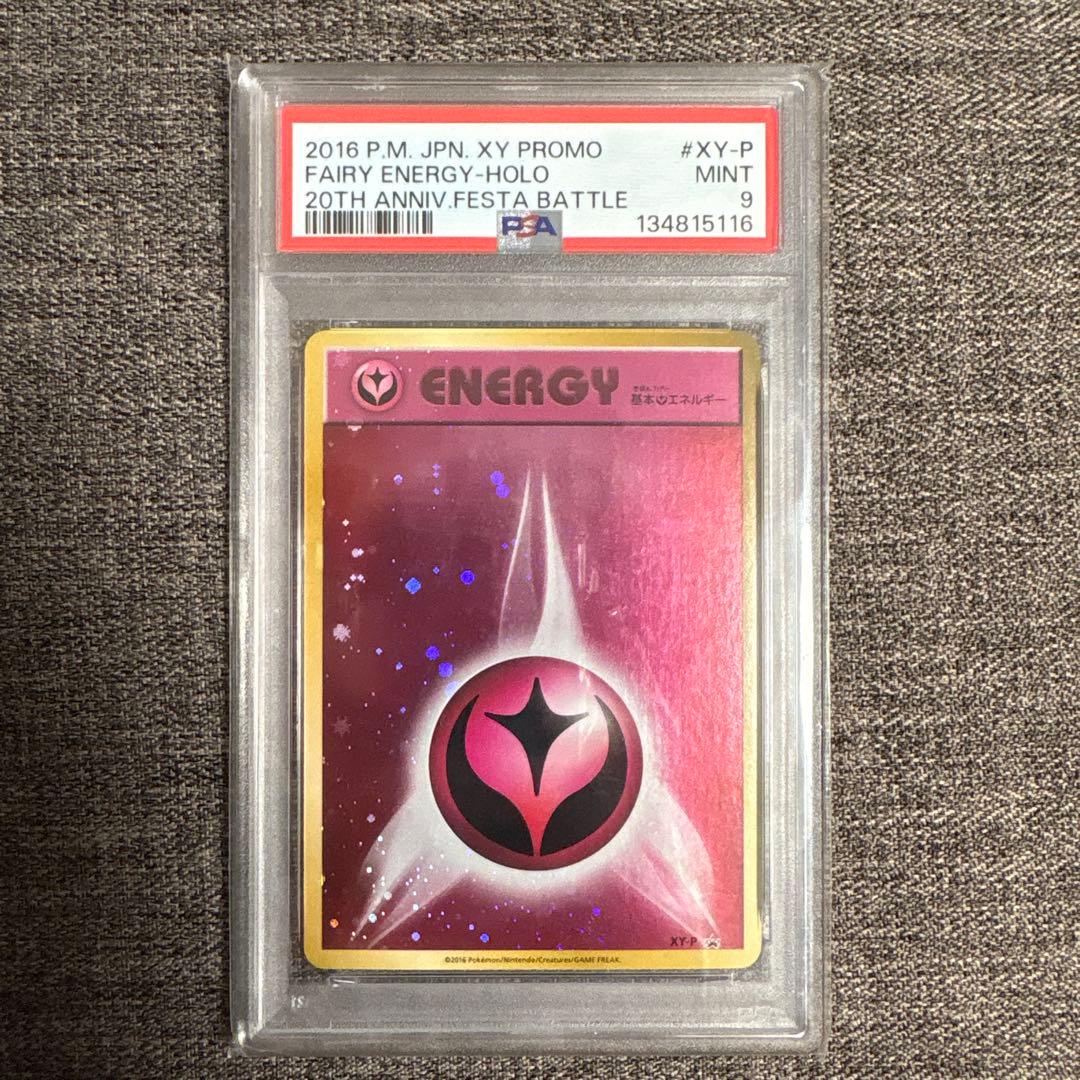 2016 P.M. JPN. XY PROMO #XY-P
FAIRY ENERGY-HOLO MINT
20TH ANNIV.FESTA BATTLE 9
PSA 134815116
ENERGY 基本エネルギー
XY-P
©2016 Pokémon/Nintendo/Creatures/GAME FREAK.